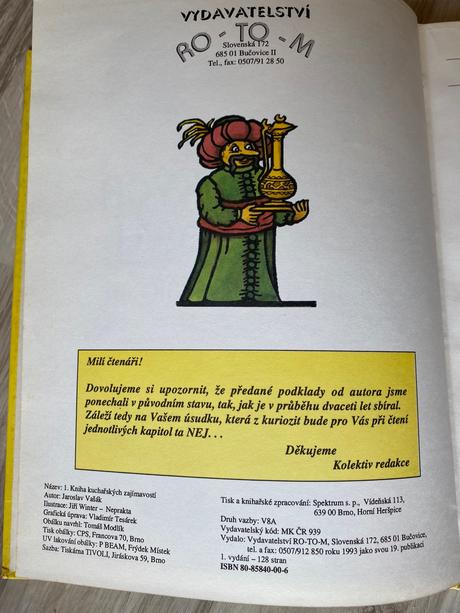 VYDAVATELSTVÍ
RO - TO - M
Slovenská 172
685 01 Bučovice II
Tel., fax: 0507/91 28 50
Milí čtenáři!
Dovolujeme si upozornit, že předané podklady od autora jsme
ponechali v původním stavu, tak, jak je v průběhu dvaceti let sbíral.
Záleží tedy na Vašem úsudku, která z kuriozit bude pro Vás při čtení
jednotlivých kapitol ta NEJ. . .
Děkujeme
Kolektiv redakce
Název: 1. Kniha kuchařských zajímavostí
Autor: Jaroslav Vašák
Ilustrace: Jiří Winter – Neprakta
Grafická úprava: Vladimír Tesárek
Obálku navrhl: Tomáš Modlík
Tisk obálky: CPS, Francova 70, Brno
UV lakování obálky: P BEAM, Frýdek Místek
Sazba: Tiskárna TIVOLI, Jiráskova 59, Brno
Tisk a knihařské zpracování: Spektrum s. p., Vídeňská 113,
639 00 Brno, Horní Heršpice
Druh vazby: V8A
Vydavatelský kód: MK ČR 939
Vydalo: Vydavatelství RO-TO-M, Slovenská 172, 685 01 Bučovice,
tel. a fax: 0507/912 850 roku 1993 jako svou 19. publikaci
1. vydání – 128 stran
ISBN 80-85840-00-6